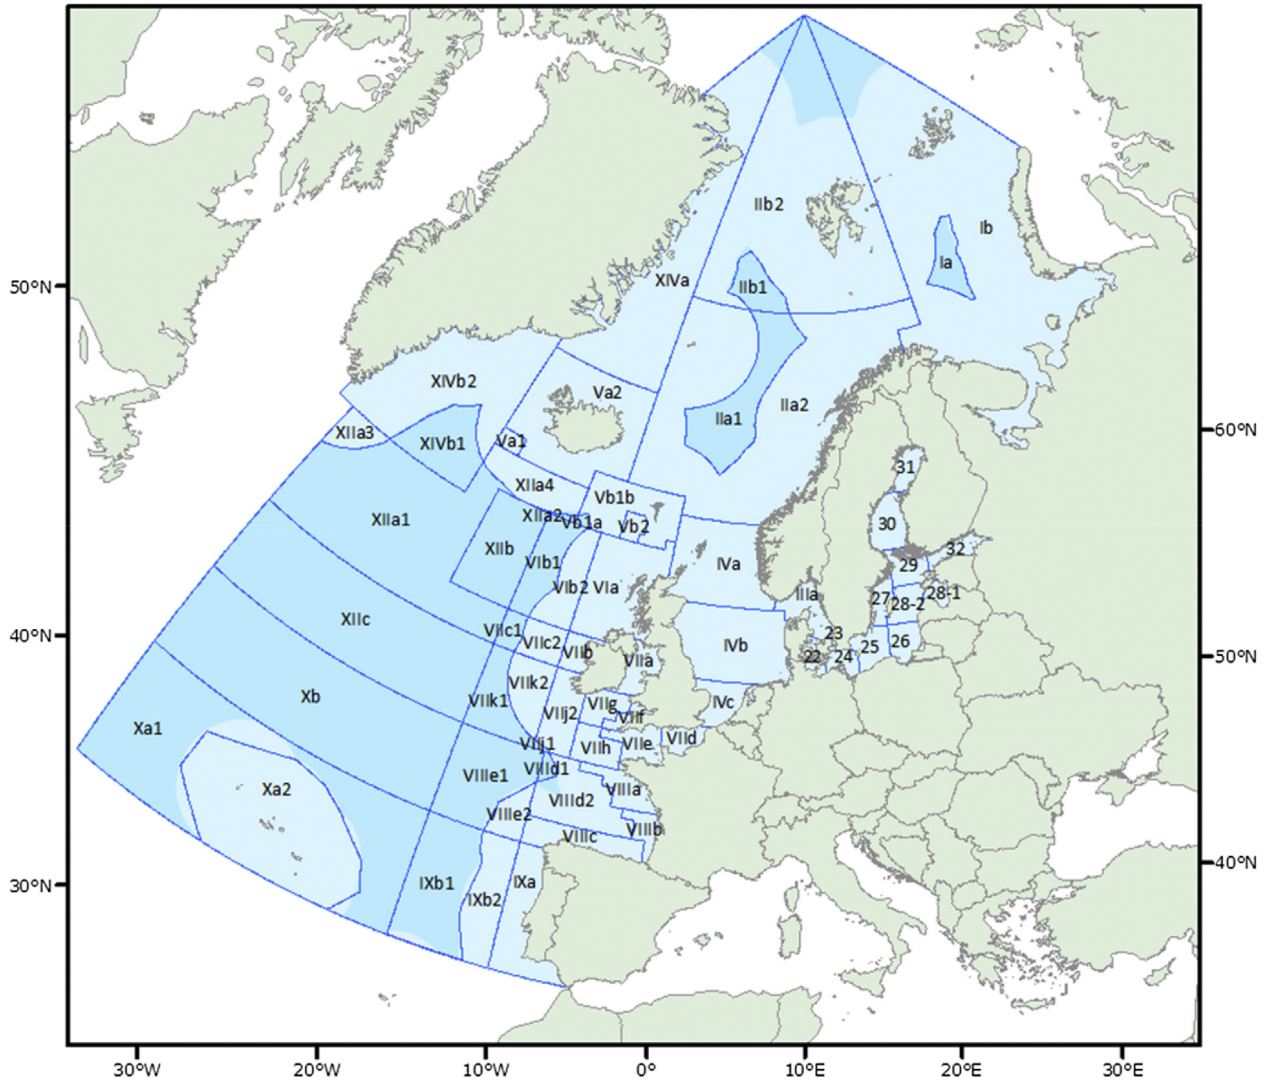 IIb2
Ib
Ia
XIVa
IIb1
50°N
XIVb2
Va2
IIa1
IIa2
60°N
XIIa3
XIVb1
Va1
31
XIIa4
Vb1b
XIIa1
XIIa2
Vb1a
Vb2
30
XIIb
VIb1
IVa
29
32
VIb2
VIa
IIIa
27
28-2
28-1
XIIc
VIIc1
VIIc2
VIIb
VIIa
IVb
23
22
24
25
26
40°N
50°N
Xb
VIIk2
VIIk1
VIIj2
VIIg
VIIf
IVc
Xa1
VIIj1
VIIh
VIIe
VIId
VIIIe1
VIIId1
Xa2
VIIId2
VIIIa
VIIIe2
VIIIc
VIIIb
40°N
30°N
IXb1
IXb2
IXa
30°W
20°W
10°W
0°
10°E
20°E
30°E